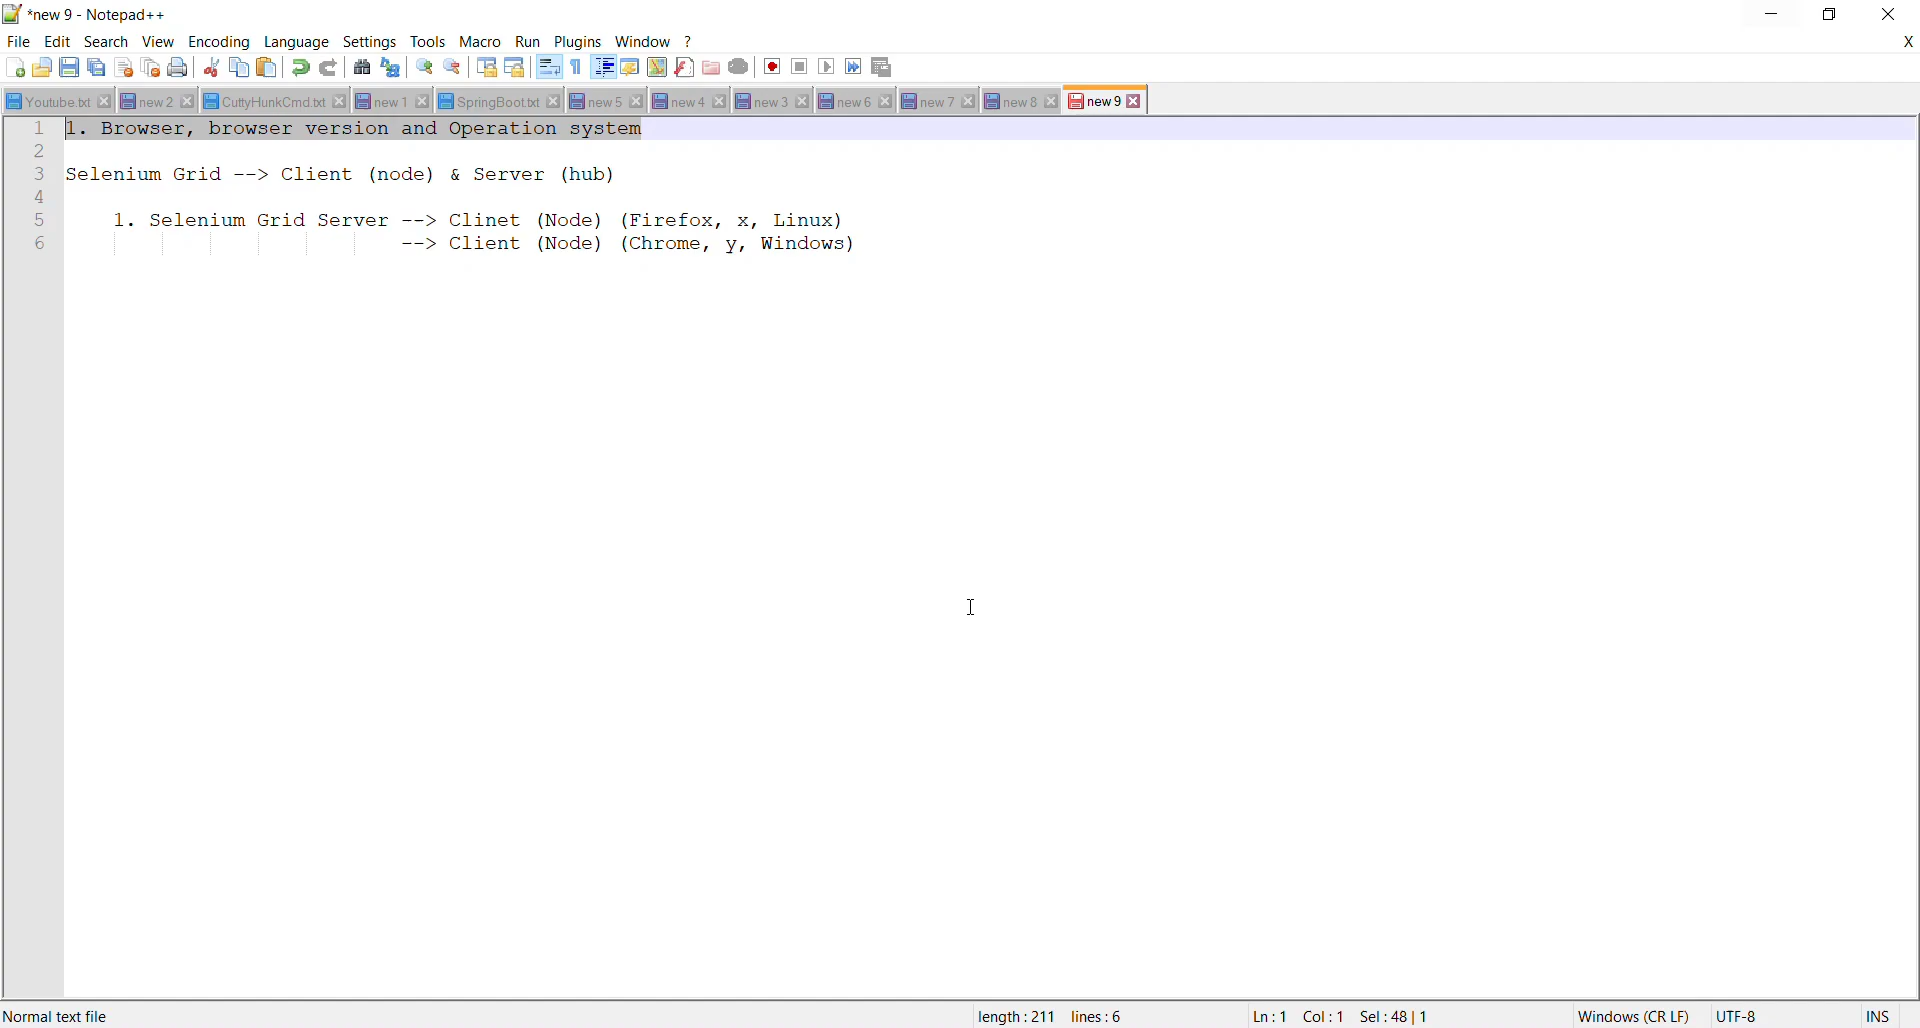 *new 9 - Notepad++
File Edit Search View Encoding Language Settings Tools Macro Run Plugins Window ? X
Youtube.txt new 2 CuttyHunkCmd.txt new 1 SpringBoot.txt new 5 new 4 new 3 new 6 new 7 new 8 new 9
1 1. Browser, browser version and Operation system
2
3 Selenium Grid --> Client (node) & Server (hub)
4
5 1. Selenium Grid Server --> Clinet (Node) (Firefox, x, Linux)
6 --> Client (Node) (Chrome, y, Windows)
Normal text file length : 211 lines : 6 Ln : 1 Col : 1 Sel : 48 | 1 Windows (CR LF) UTF-8 INS